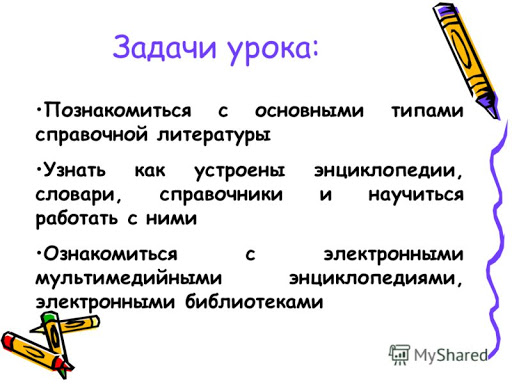 Задачи урока:
•Познакомиться с основными типами
справочной литературы
•Узнать как устроены энциклопедии,
словари, справочники и научиться
работать с ними
•Ознакомиться с электронными
мультимедийными энциклопедиями,
электронными библиотеками
MyShared